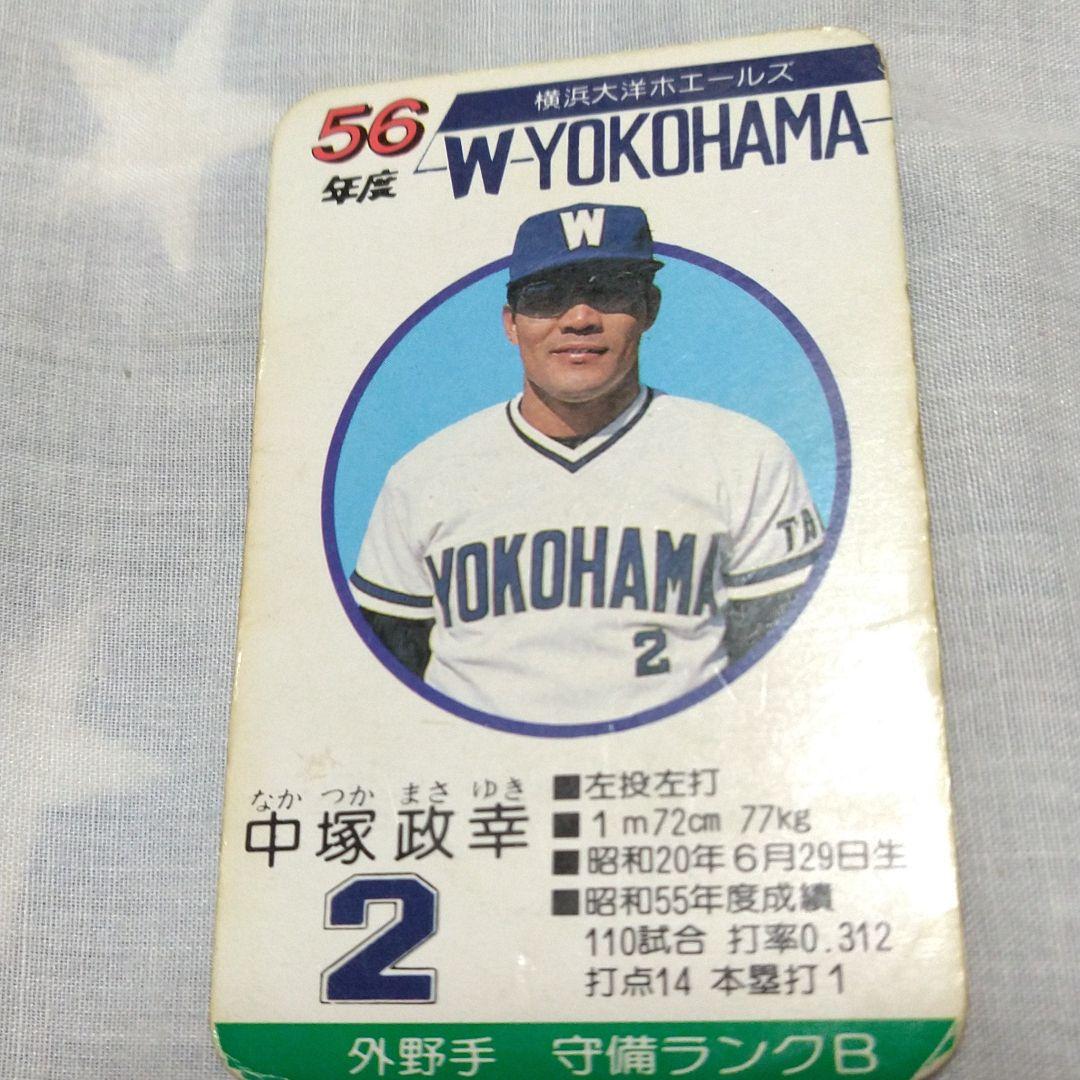 56
年度
横浜大洋ホエールズ
W-YOKOHAMA
W
YOKOHAMA
2
なか つか まさ ゆき
中塚政幸
2
■左投左打
■1m72cm 77kg
■昭和20年6月29日生
■昭和55年度成績
110試合 打率0.312
打点14 本塁打1
外野手 守備ランクB